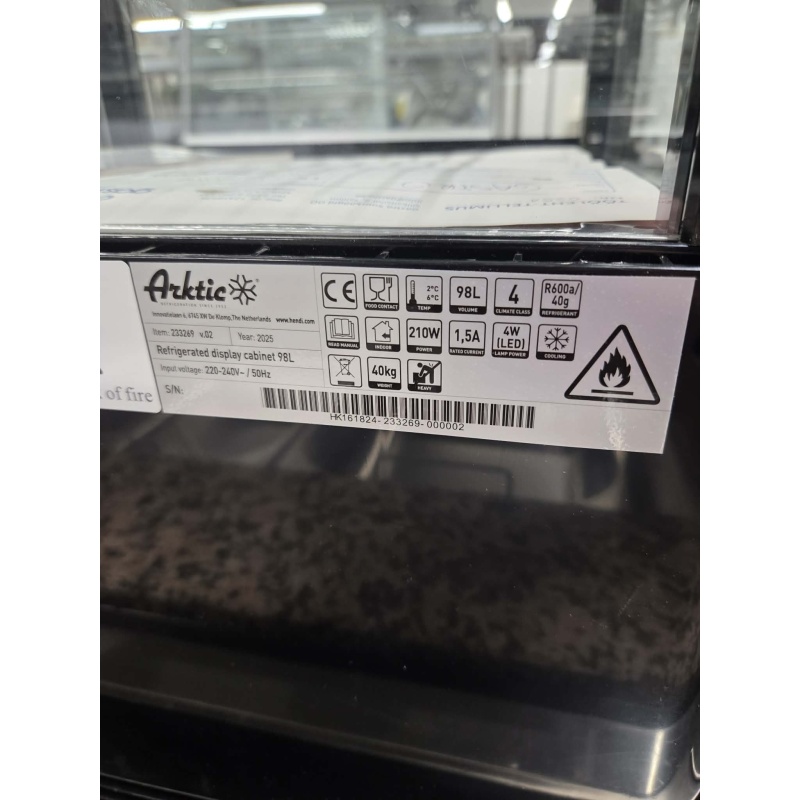 Arktic®
REFRIGERATION SINCE 1934
Innovatielaan 6, 6745 XW De Klomp, The Netherlands www.hendi.com
Item: 233269 v.02 Year: 2025
Refrigerated display cabinet 98L
Input voltage: 220-240V~ / 50Hz
S/N:
CE
FOOD CONTACT
2°C
6°C
TEMP
98L
VOLUME
4
CLIMATE CLASS
R600a/
40g
REFRIGERANT
READ MANUAL
INDOOR
210W
POWER
1,5A
RATED CURRENT
4W
(LED)
LAMP POWER
COOLING
40kg
WEIGHT
HEAVY
HK161824-233269-000002
of fire